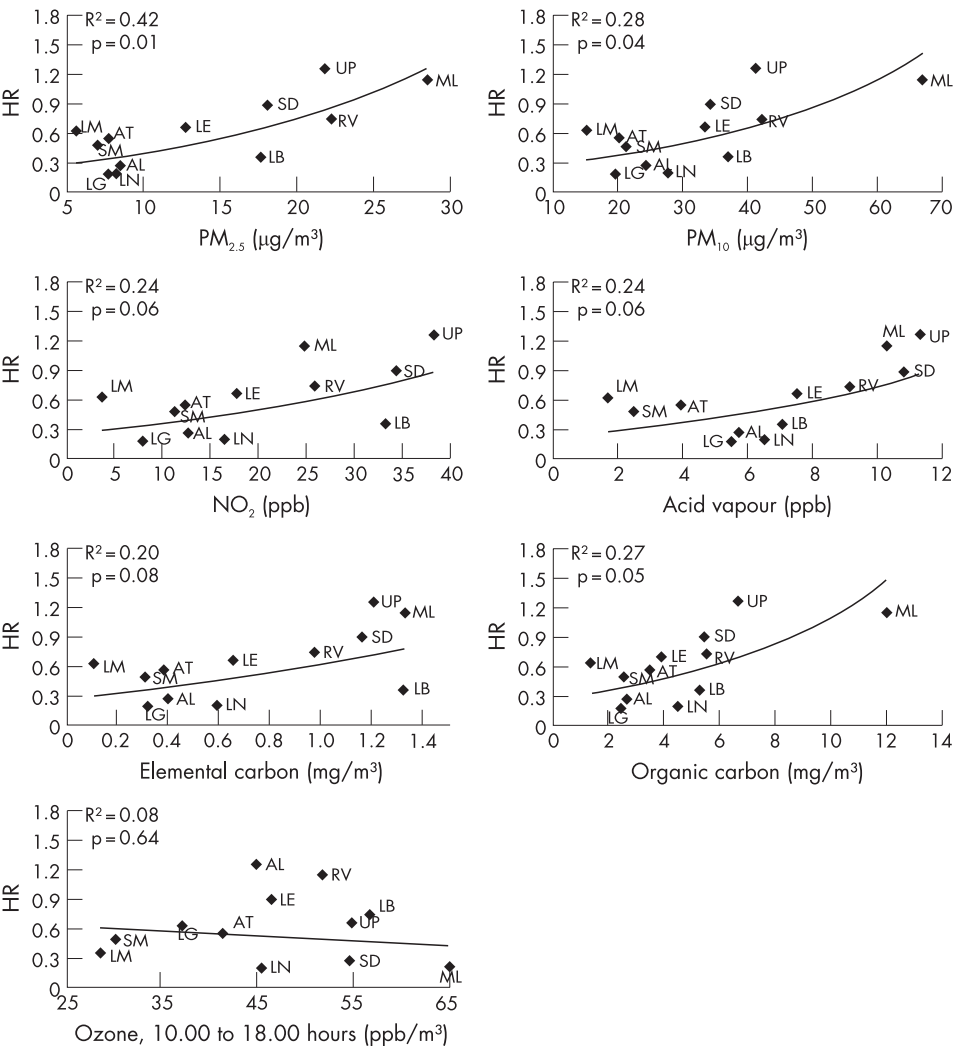 R² = 0.42
p = 0.01
HR
1.8
1.5
1.2
0.9
0.6
0.3
0
UP
ML
SD
RV
LE
LM
AT
SM
LB
AL
LG
LN
5 10 15 20 25 30
PM2.5 (μg/m³)
R² = 0.28
p = 0.04
HR
1.8
1.5
1.2
0.9
0.6
0.3
0
UP
ML
SD
RV
LE
LM
AT
SM
LB
AL
LG
LN
10 20 30 40 50 60 70
PM10 (μg/m³)
R² = 0.24
p = 0.06
HR
1.8
1.5
1.2
0.9
0.6
0.3
0
UP
ML
SD
RV
LM
LE
AT
SM
LB
AL
LN
LG
0 5 10 15 20 25 30 35 40
NO2 (ppb)
R² = 0.24
p = 0.06
HR
1.8
1.5
1.2
0.9
0.6
0.3
0
ML
UP
SD
RV
LM
LE
SM
AT
LB
AL
LG
LN
0 2 4 6 8 10 12
Acid vapour (ppb)
R² = 0.20
p = 0.08
HR
1.8
1.5
1.2
0.9
0.6
0.3
0
UP
ML
SD
RV
LE
LM
AT
SM
LB
AL
LN
LG
0 0.2 0.4 0.6 0.8 1.0 1.2 1.4
Elemental carbon (mg/m³)
R² = 0.27
p = 0.05
HR
1.8
1.5
1.2
0.9
0.6
0.3
0
UP
ML
SD
RV
LE
LM
AT
SM
LB
AL
LN
LG
0 2 4 6 8 10 12 14
Organic carbon (mg/m³)
R² = 0.08
p = 0.64
HR
1.8
1.5
1.2
0.9
0.6
0.3
0
AL
RV
LE
LB
AT
UP
LG
SM
LM
LN
SD
ML
25 35 45 55 65
Ozone, 10.00 to 18.00 hours (ppb/m³)